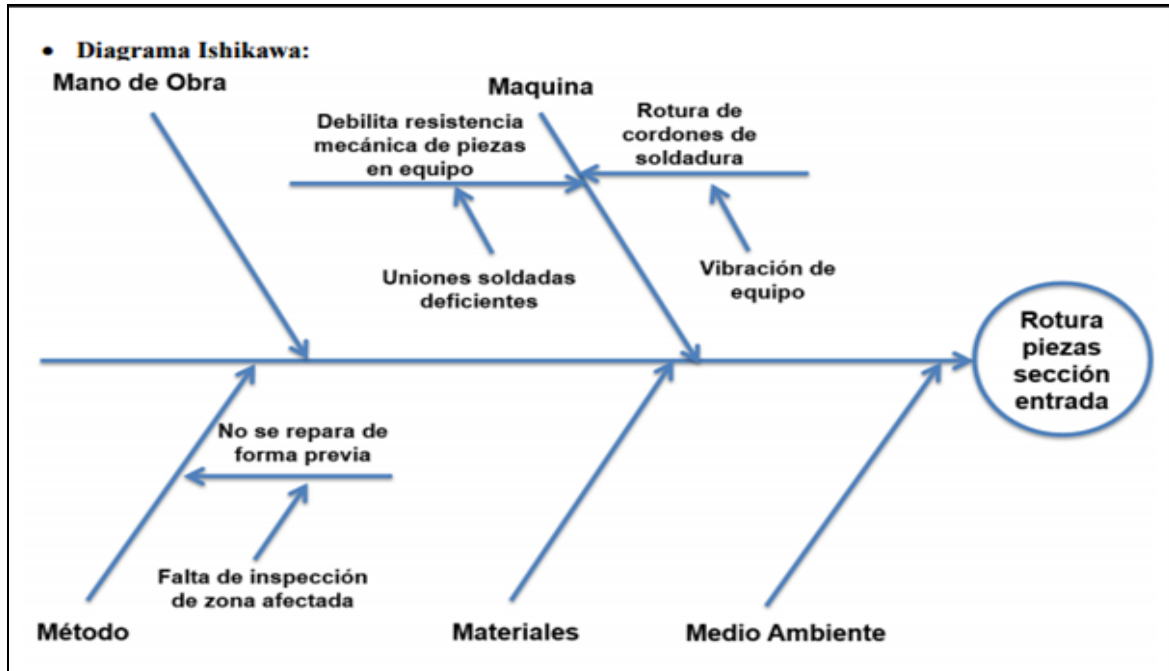 • Diagrama Ishikawa:
Mano de Obra
Maquina
Debilita resistencia
mecánica de piezas
en equipo
Rotura de
cordones de
soldadura
Uniones soldadas
deficientes
Vibración de
equipo
Rotura
piezas
sección
entrada
No se repara de
forma previa
Falta de inspección
de zona afectada
Método
Materiales
Medio Ambiente